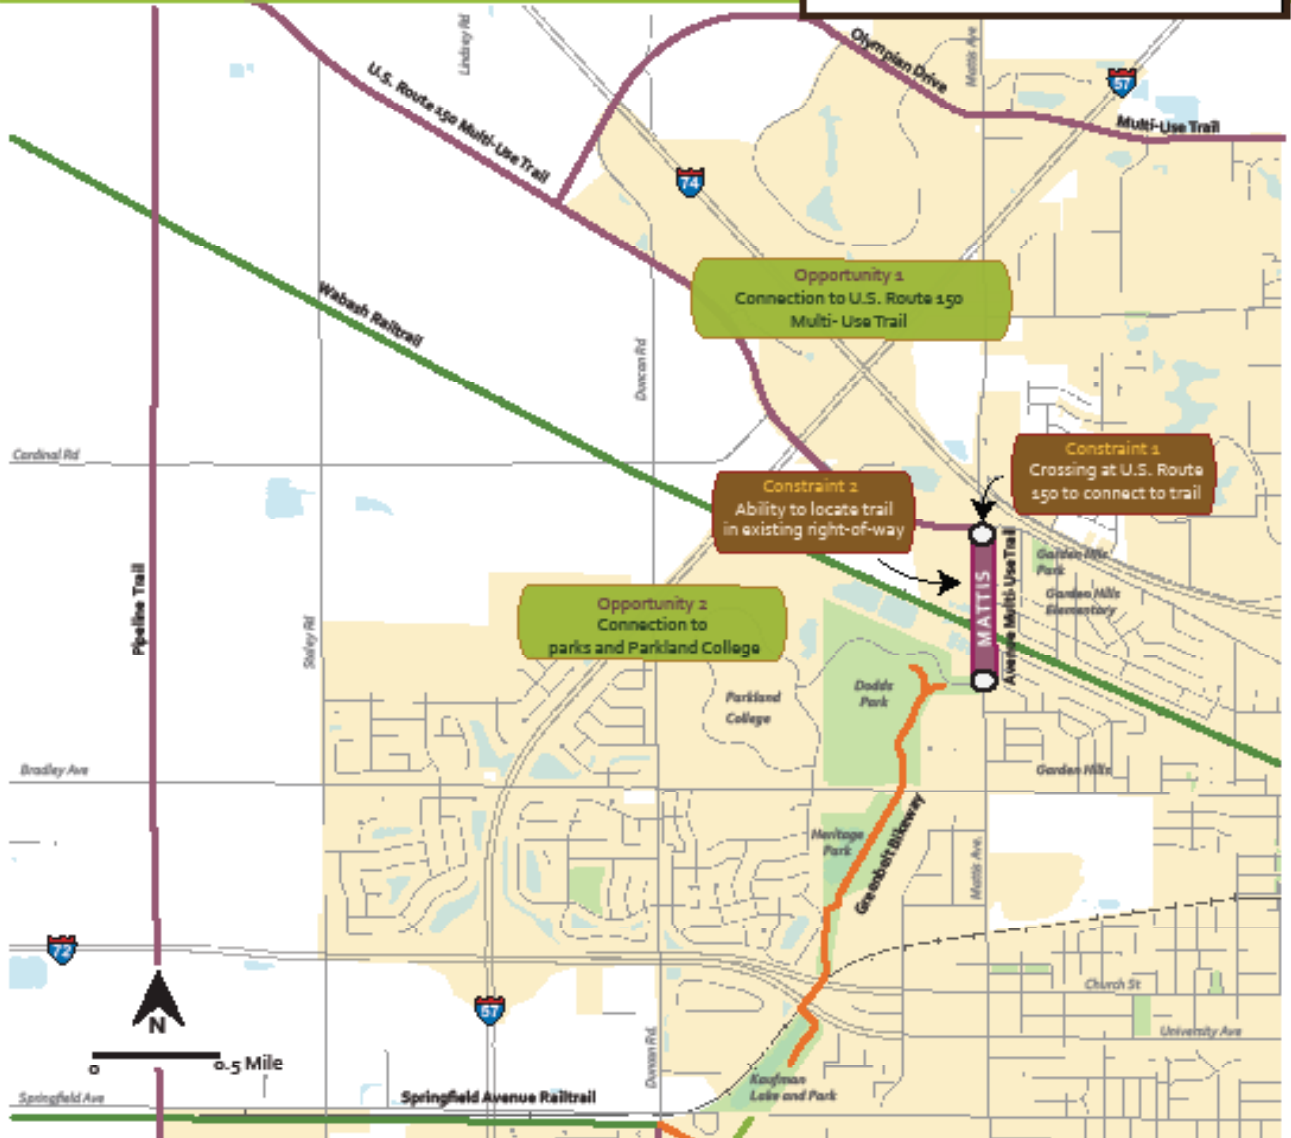 Lindsey Rd
Mattis Ave
Olympian Drive
57
U.S. Route 150 Multi-Use Trail
Multi-Use Trail
74
Opportunity 1
Connection to U.S. Route 150
Multi- Use Trail
Wabash Railtrail
Duncan Rd
Cardinal Rd
Constraint 1
Crossing at U.S. Route
150 to connect to trail
Constraint 2
Ability to locate trail
in existing right-of-way
Garden Hills
Park
Garden Hills
Elementary
MATTIS
Avenue Multi-Use Trail
Pipeline Trail
Staley Rd
Opportunity 2
Connection to
parks and Parkland College
Parkland
College
Dodds
Park
Bradley Ave
Garden Hills
Heritage
Park
Greenbelt Bikeway
Mattis Ave.
72
57
Church St
N
University Ave
0
0.5 Mile
Duncan Rd.
Kaufman
Lake and Park
Springfield Ave
Springfield Avenue Railtrail